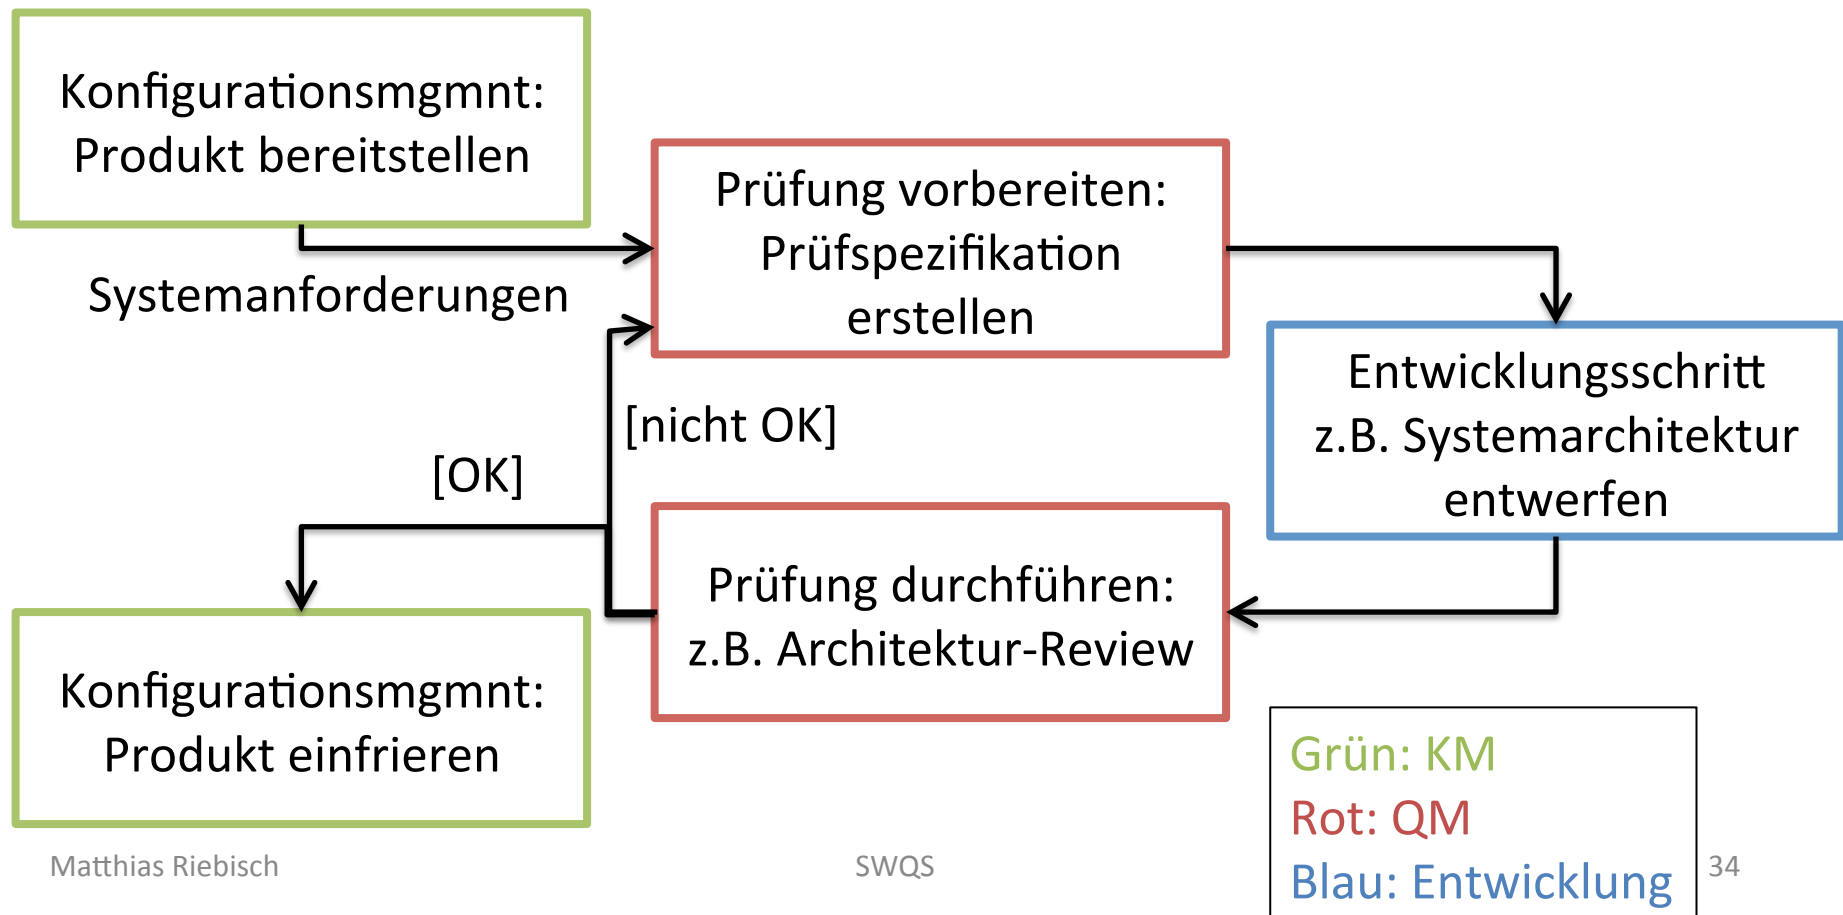 Konfigurationsmgmnt:
Produkt bereitstellen
Systemanforderungen
Prüfung vorbereiten:
Prüfspezifikation
erstellen
Entwicklungsschritt
z.B. Systemarchitektur
entwerfen
[nicht OK]
[OK]
Prüfung durchführen:
z.B. Architektur-Review
Konfigurationsmgmnt:
Produkt einfrieren
Grün: KM
Rot: QM
Blau: Entwicklung
Matthias Riebisch
SWQS
34